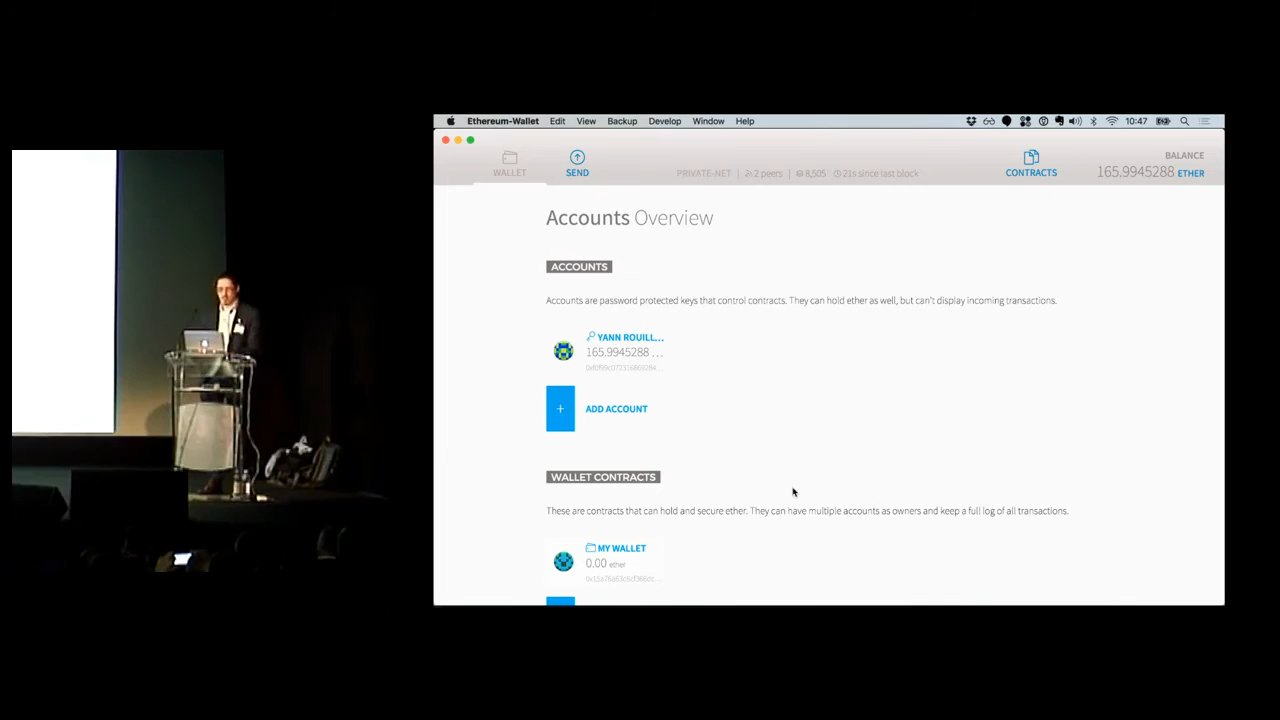 Ethereum-Wallet Edit View Backup Develop Window Help 10:47
WALLET SEND PRIVATE-NET 2 peers 8,505 21s since last block CONTRACTS BALANCE
165.9945288 ETHER
Accounts Overview
ACCOUNTS
Accounts are password protected keys that control contracts. They can hold ether as well, but can't display incoming transactions.
YANN ROUILL...
165.9945288 ...
+ ADD ACCOUNT
WALLET CONTRACTS
These are contracts that can hold and secure ether. They can have multiple accounts as owners and keep a full log of all transactions.
MY WALLET
0.00 ether